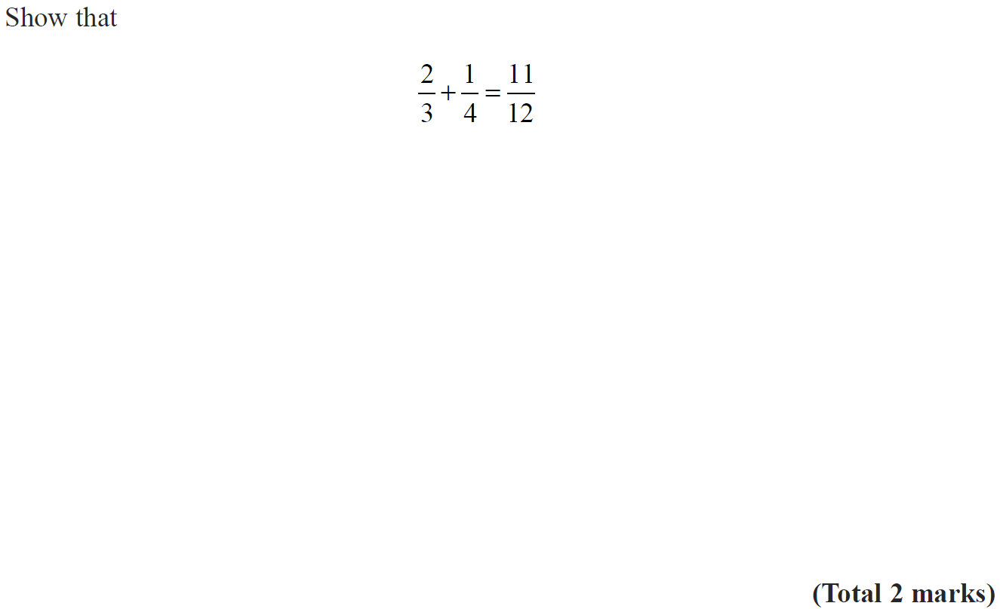 Show that
2/3 + 1/4 = 11/12
(Total 2 marks)